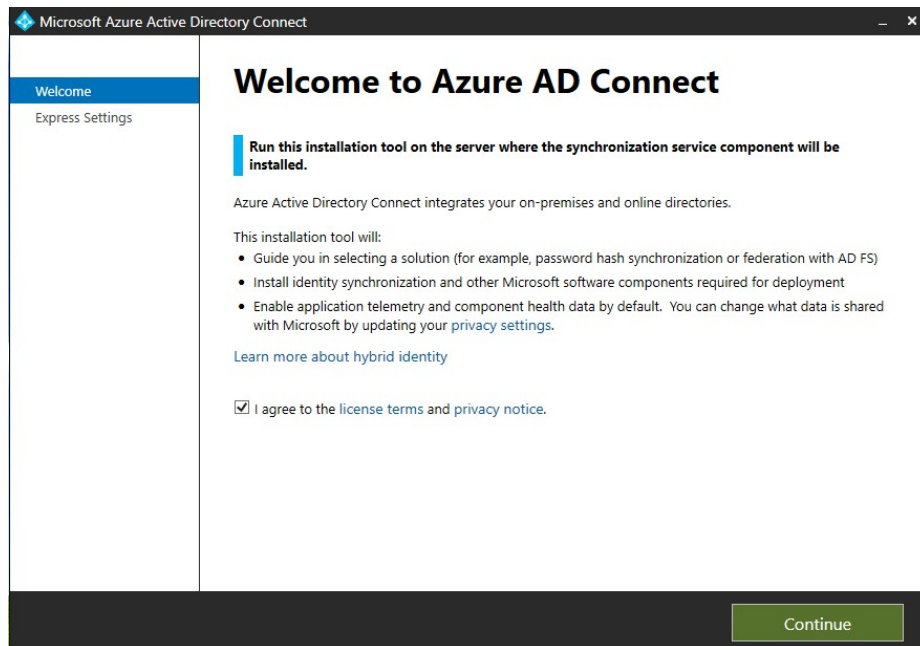 Microsoft Azure Active Directory Connect
Welcome
Express Settings
Welcome to Azure AD Connect
Run this installation tool on the server where the synchronization service component will be
installed.
Azure Active Directory Connect integrates your on-premises and online directories.
This installation tool will:
• Guide you in selecting a solution (for example, password hash synchronization or federation with AD FS)
• Install identity synchronization and other Microsoft software components required for deployment
• Enable application telemetry and component health data by default.  You can change what data is shared
with Microsoft by updating your privacy settings.
Learn more about hybrid identity
I agree to the license terms and privacy notice.
Continue